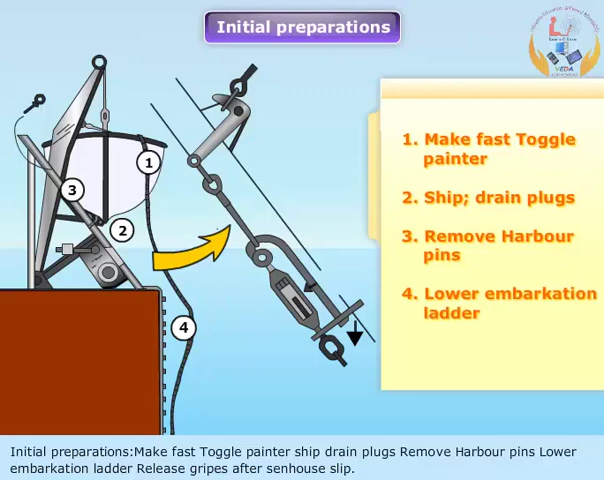 Initial preparations
VEDA
1. Make fast Toggle
painter
2. Ship; drain plugs
3. Remove Harbour
pins
4. Lower embarkation
ladder
1
3
2
4
Initial preparations:Make fast Toggle painter ship drain plugs Remove Harbour pins Lower
embarkation ladder Release gripes after senhouse slip.